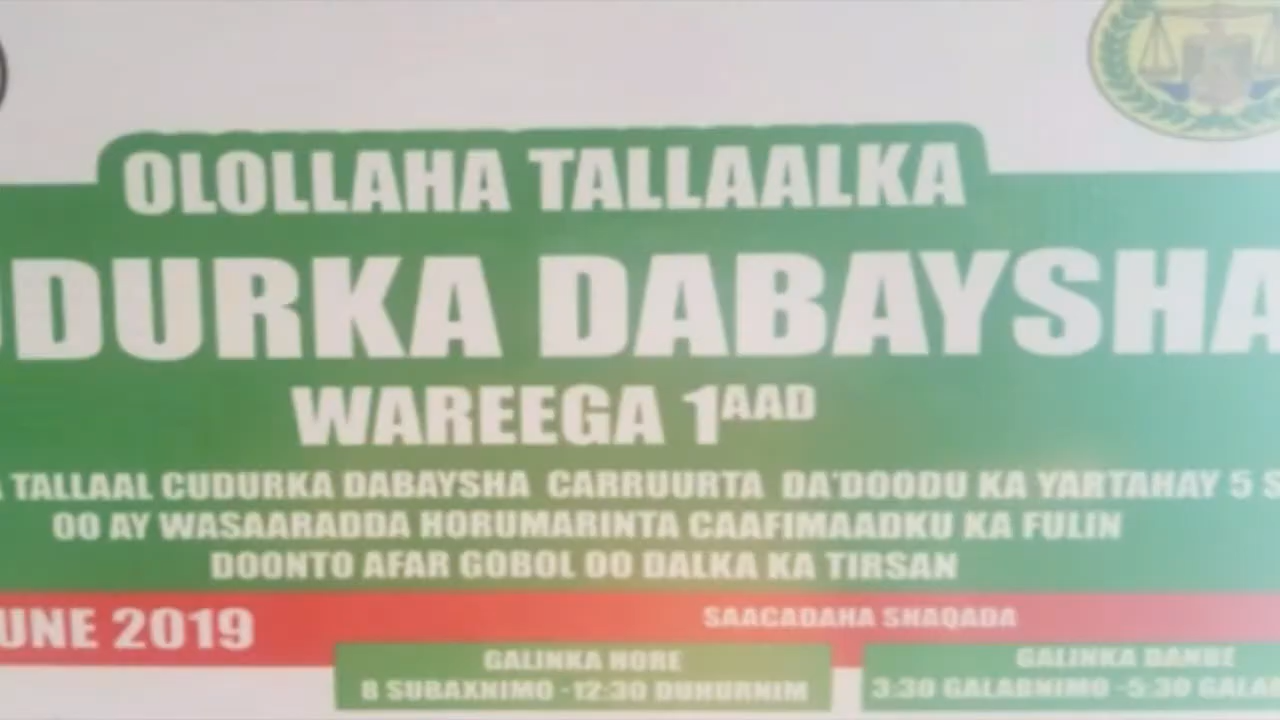 OLOLLAHA TALLAALKA
UDURKA DABAYSHA
WAREEGA 1AAD
TALLAAL CUDURKA DABAYSHA CARRUURTA DA'DOODU KA YARTAHAY 5 S
OO AY WASAARADDA HORUMARINTA CAAFIMAADKU KA FULIN
DOONTO AFAR GOBOL OO DALKA KA TIRSAN
UNE 2019
SAACADAHA SHAQADA
GALINKA HORE
GALINKA DANBE
8 SUBAXNIMO -12:30 DUHURNIM
3:30 GALABNIMO -5:30 GALA